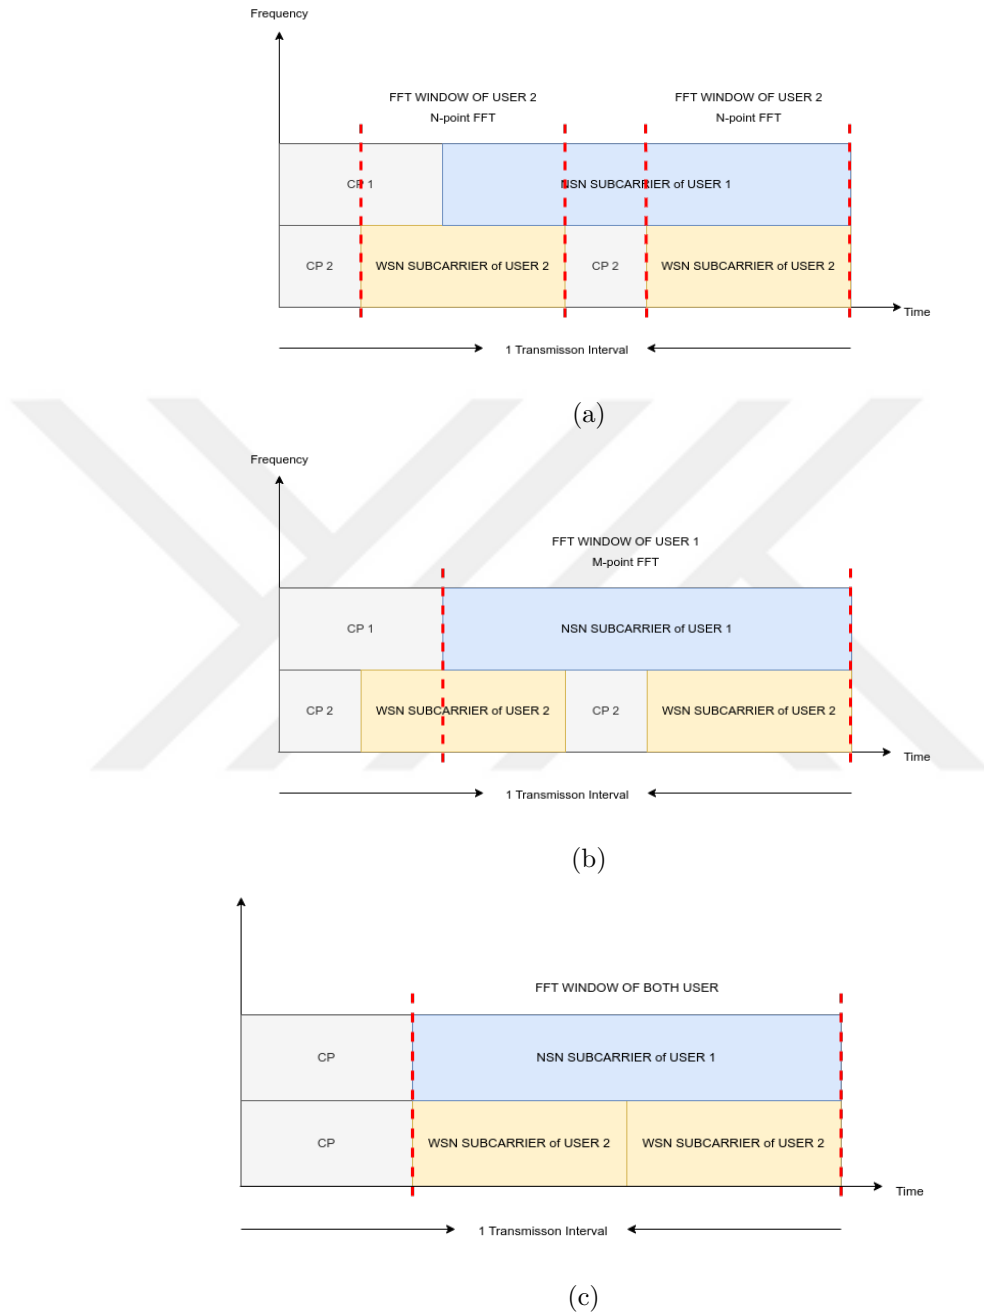 Frequency
FFT WINDOW OF USER 2
N-point FFT
FFT WINDOW OF USER 2
N-point FFT
CP 1
NSN SUBCARRIER of USER 1
CP 2
WSN SUBCARRIER of USER 2
CP 2
WSN SUBCARRIER of USER 2
Time
1 Transmisson Interval
(a)
Frequency
FFT WINDOW OF USER 1
M-point FFT
CP 1
NSN SUBCARRIER of USER 1
CP 2
WSN SUBCARRIER of USER 2
CP 2
WSN SUBCARRIER of USER 2
Time
1 Transmisson Interval
(b)
FFT WINDOW OF BOTH USER
CP
NSN SUBCARRIER of USER 1
CP
WSN SUBCARRIER of USER 2
WSN SUBCARRIER of USER 2
Time
1 Transmisson Interval
(c)